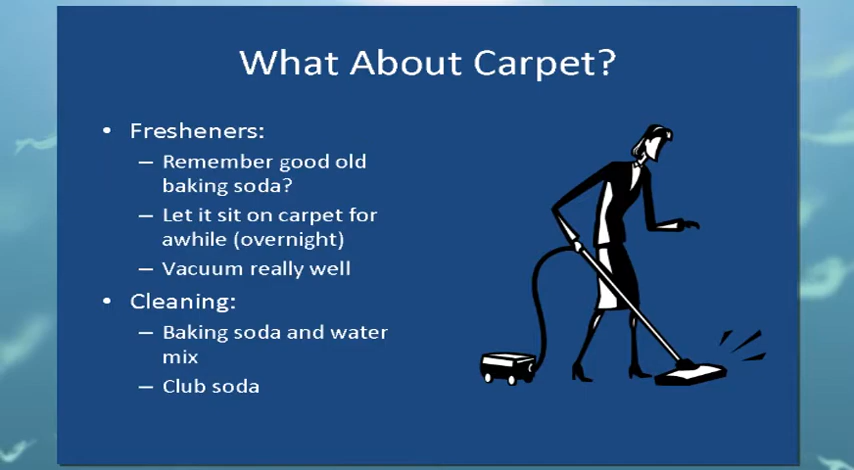 What About Carpet?
• Fresheners:
– Remember good old
baking soda?
– Let it sit on carpet for
awhile (overnight)
– Vacuum really well
• Cleaning:
– Baking soda and water
mix
– Club soda